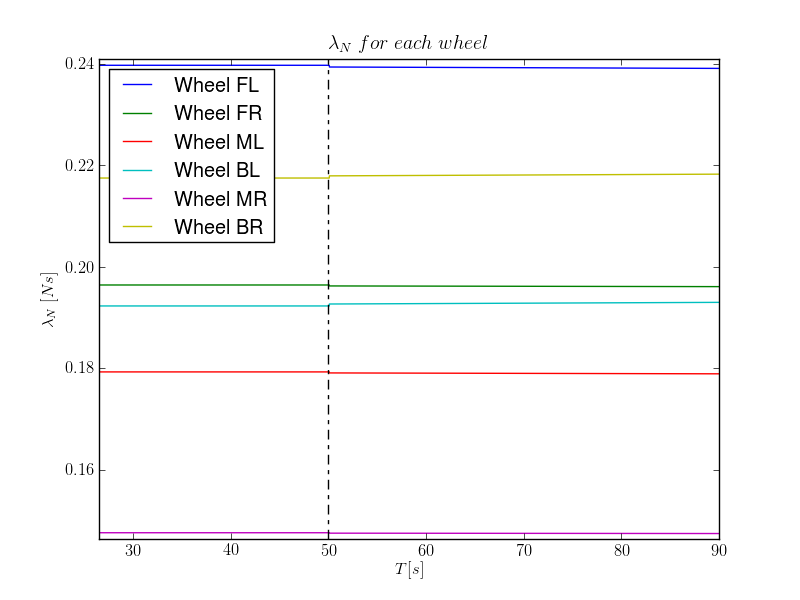 λN for each wheel
0.24
0.22
0.20
0.18
0.16
λN [Ns]
Wheel FL
Wheel FR
Wheel ML
Wheel BL
Wheel MR
Wheel BR
30 40 50 60 70 80 90
T[s]